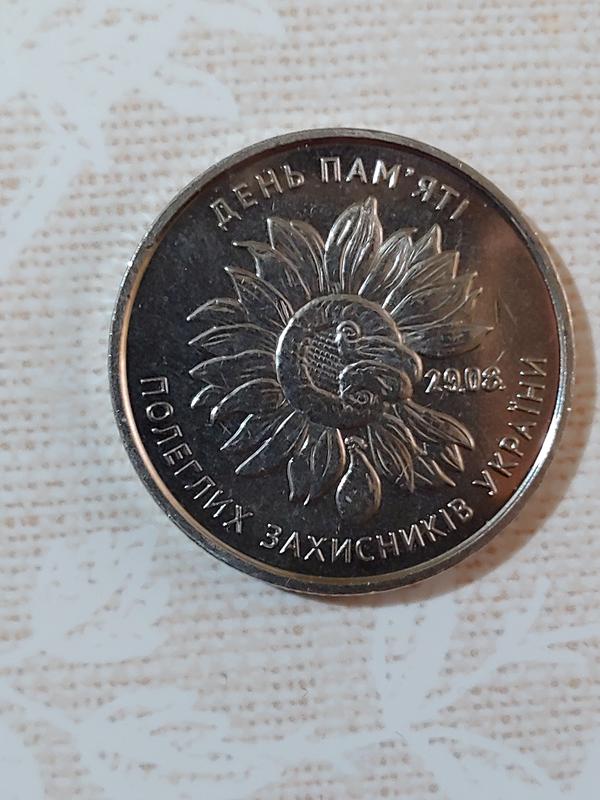 ДЕНЬ ПАМ'ЯТІ
29.08.
ПОЛЕГЛИХ ЗАХИСНИКІВ УКРАЇНИ